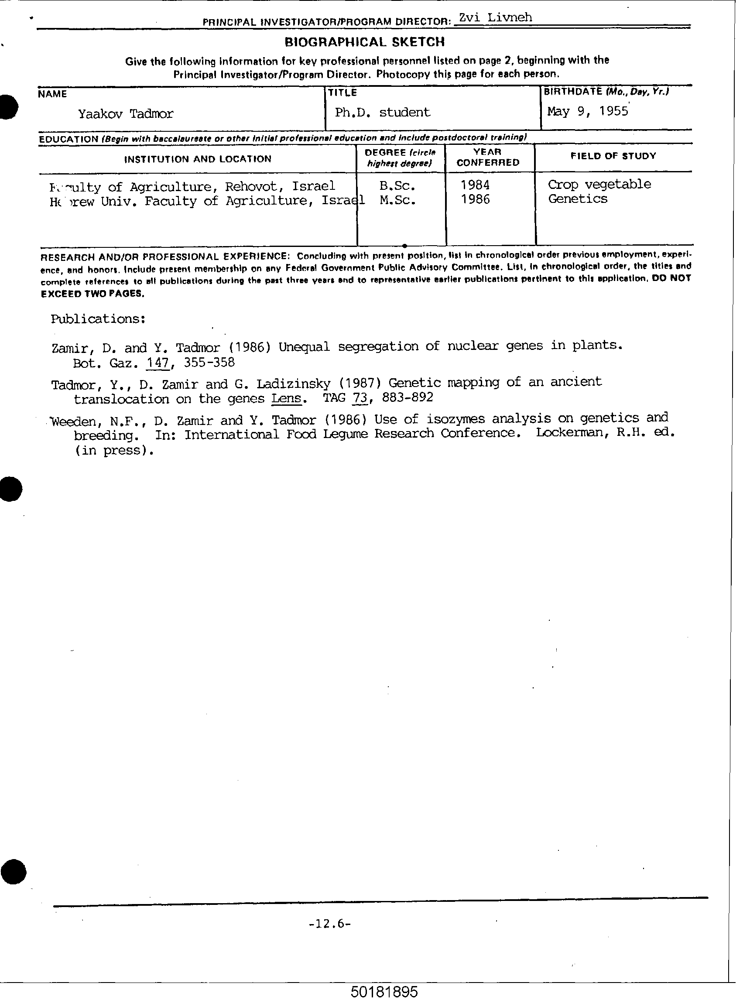 PRINCIPAL INVESTIGATOR/PROGRAM DIRECTOR: Zvi Livneh
BIOGRAPHICAL SKETCH
Give the following information for key professional personnel listed on page 2, beginning with the
Principal Investigator/Program Director. Photocopy this page for each person.
NAME TITLE BIRTHDATE (Mo., Day, Yr.)
Yaakov Tadmor Ph.D. student May 9, 1955
EDUCATION (Begin with baccalaureate or other initial professional education and include postdoctoral training)
INSTITUTION AND LOCATION DEGREE (circle highest degree) YEAR CONFERRED FIELD OF STUDY
Faculty of Agriculture, Rehovot, Israel B.Sc. 1984 Crop vegetable
Hebrew Univ. Faculty of Agriculture, Israel M.Sc. 1986 Genetics
RESEARCH AND/OR PROFESSIONAL EXPERIENCE: Concluding with present position, list in chronological order previous employment, experi-
ence, and honors. Include present membership on any Federal Government Public Advisory Committee. List, in chronological order, the titles and
complete references to all publications during the past three years and to representative earlier publications pertinent to this application. DO NOT
EXCEED TWO PAGES.
Publications:
Zamir, D. and Y. Tadmor (1986) Unequal segregation of nuclear genes in plants.
Bot. Gaz. 147, 355-358
Tadmor, Y., D. Zamir and G. Ladizinsky (1987) Genetic mapping of an ancient
translocation on the genes Lens. TAG 73, 883-892
Weeden, N.F., D. Zamir and Y. Tadmor (1986) Use of isozymes analysis on genetics and
breeding. In: International Food Legume Research Conference. Lockerman, R.H. ed.
(in press).
-12.6-
50181895